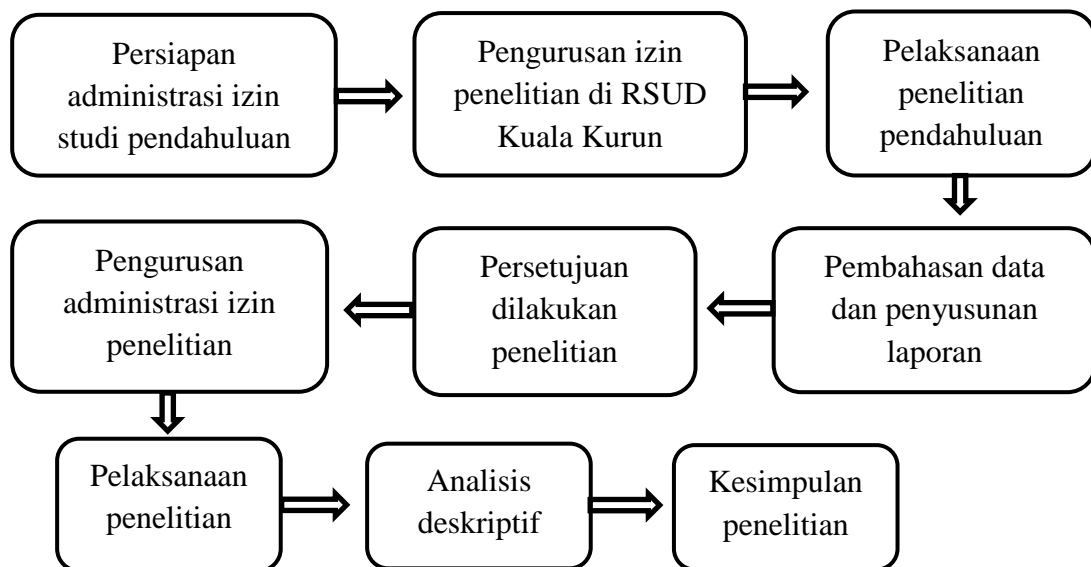 Persiapan
administrasi izin
studi pendahuluan
Pengurusan izin
penelitian di RSUD
Kuala Kurun
Pelaksanaan
penelitian
pendahuluan
Pembahasan data
dan penyusunan
laporan
Persetujuan
dilakukan
penelitian
Pengurusan
administrasi izin
penelitian
Pelaksanaan
penelitian
Analisis
deskriptif
Kesimpulan
penelitian